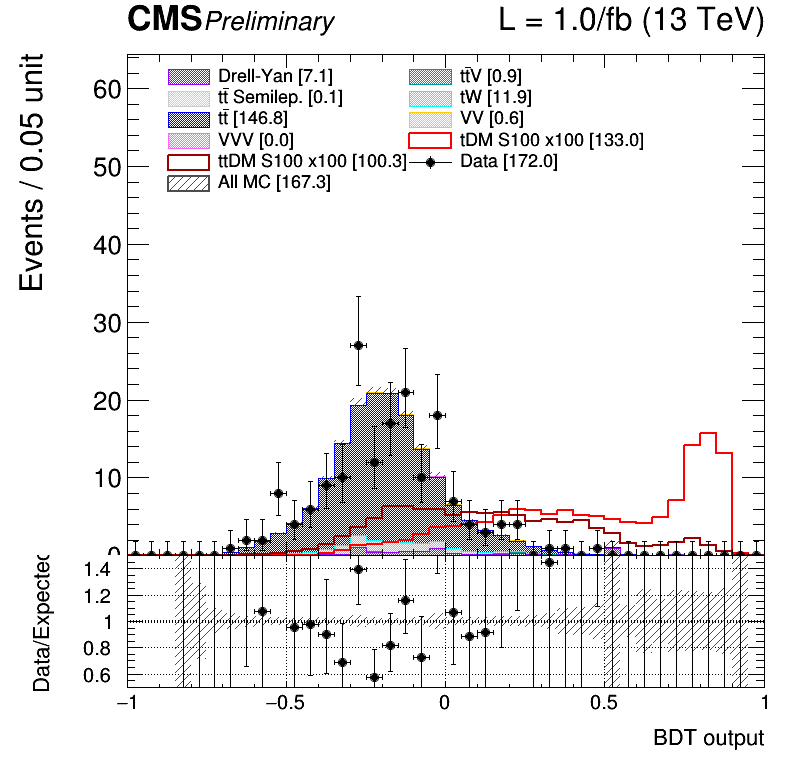 CMS Preliminary L = 1.0/fb (13 TeV)
Drell-Yan [7.1] tt̄V [0.9]
tt̄ Semilep. [0.1] tW [11.9]
tt̄ [146.8] VV [0.6]
VVV [0.0] tDM S100 x100 [133.0]
ttDM S100 x100 [100.3] Data [172.0]
All MC [167.3]
Events / 0.05 unit
60
50
40
30
20
10
0
Data/Expected
1.4
1.2
1
0.8
0.6
−1 −0.5 0 0.5 1
BDT output